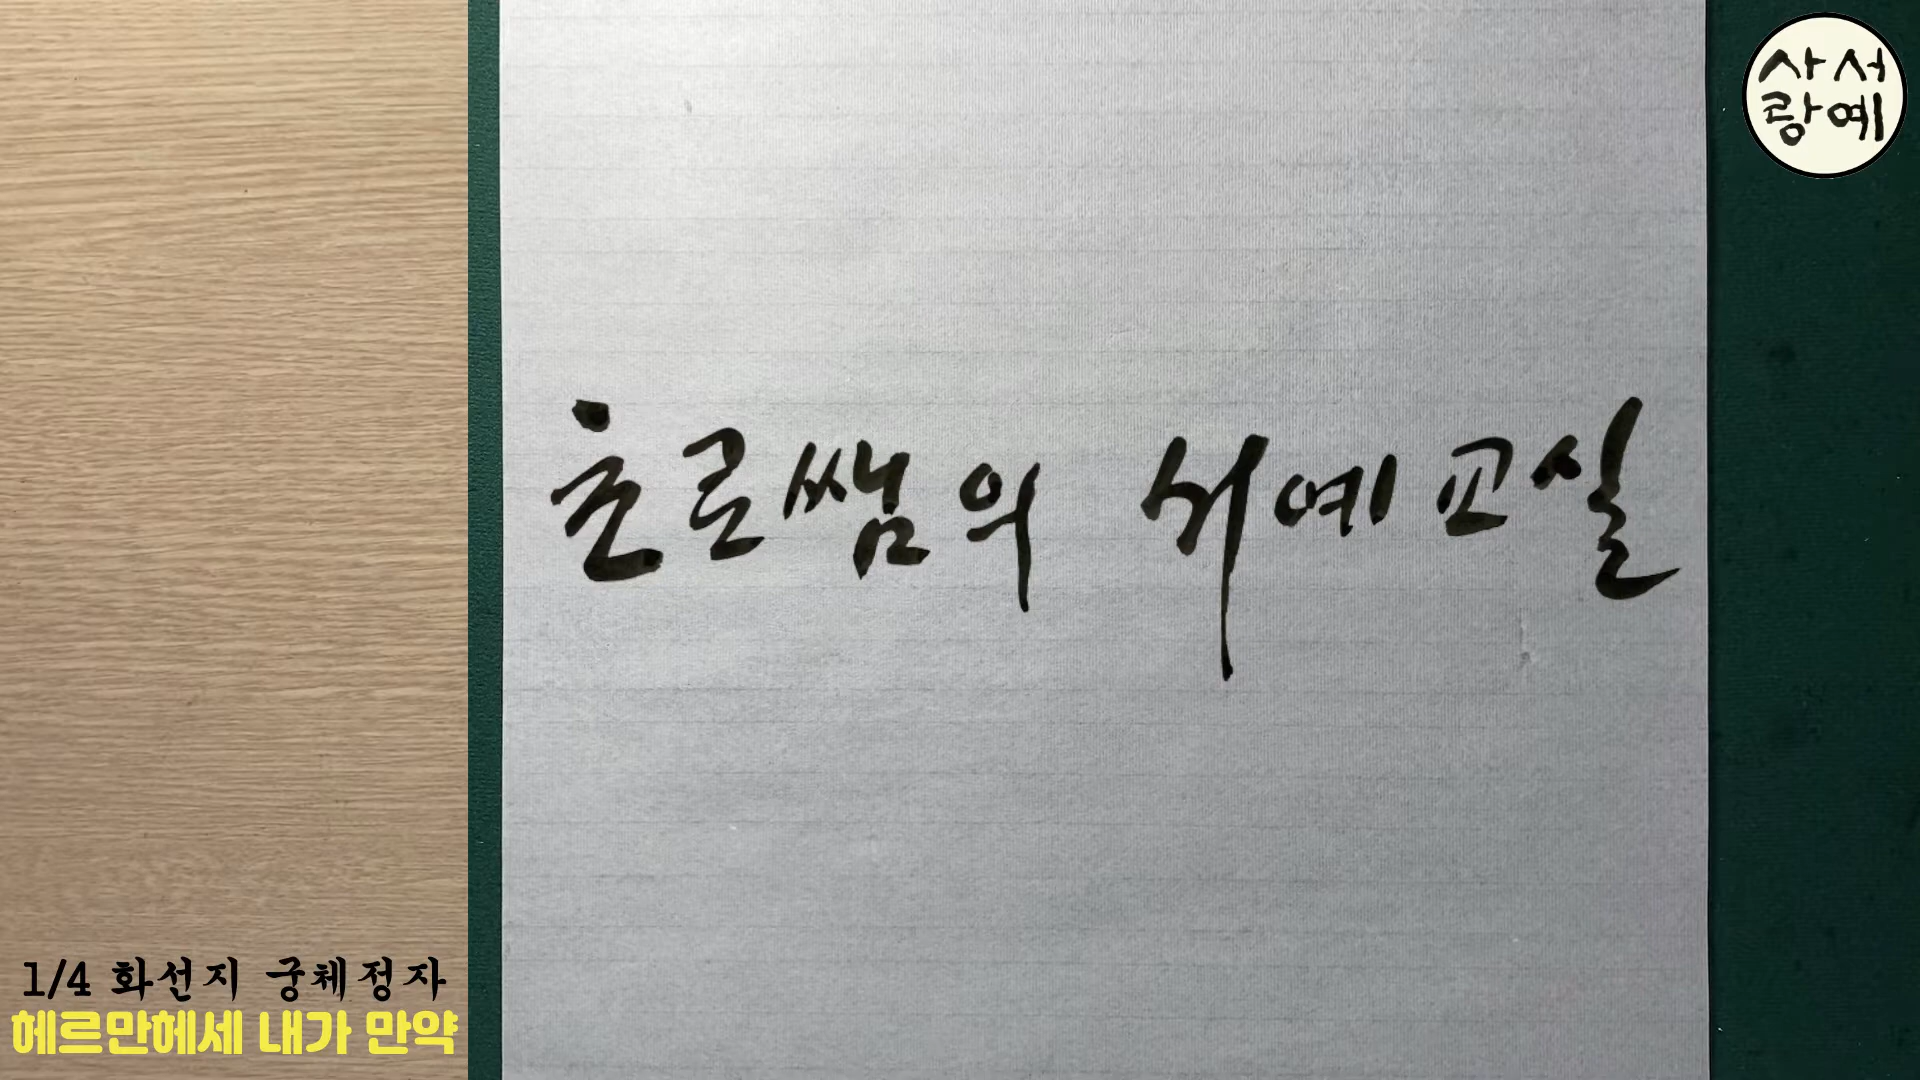 초로쌤의 서예교실
서예
사랑
1/4 화선지 궁체정자
헤르만헤세 내가 만약